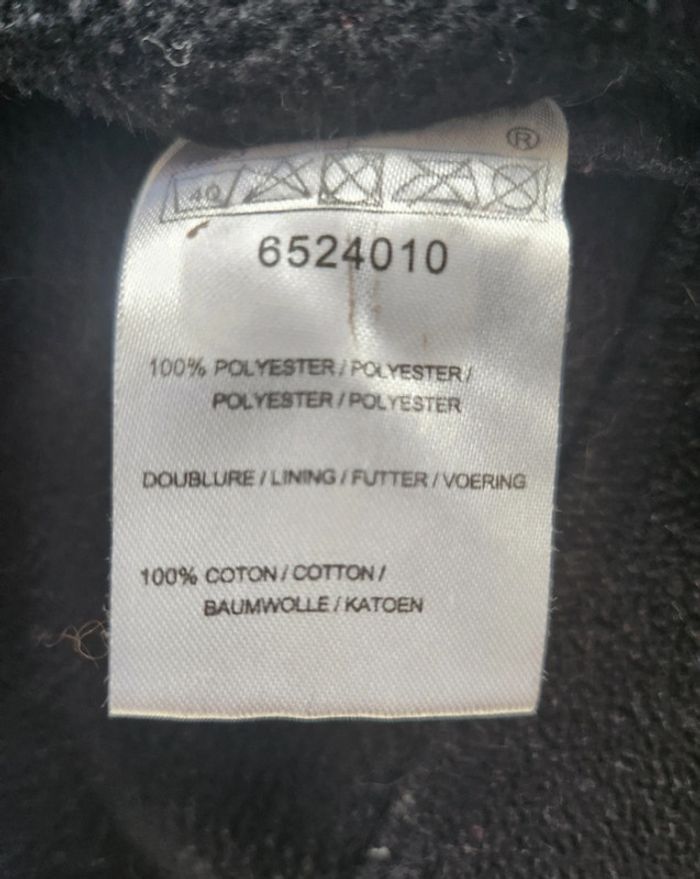 ®
40
6524010
100% POLYESTER / POLYESTER /
POLYESTER / POLYESTER
DOUBLURE / LINING / FUTTER / VOERING
100% COTON / COTTON /
BAUMWOLLE / KATOEN